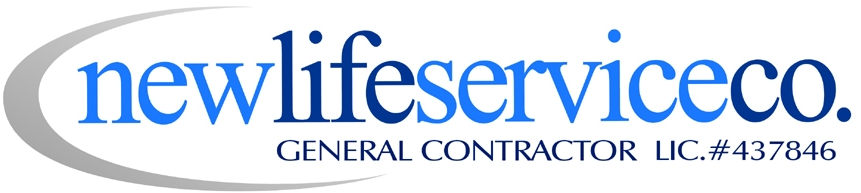 newlifeserviceco.
GENERAL CONTRACTOR LIC.#437846